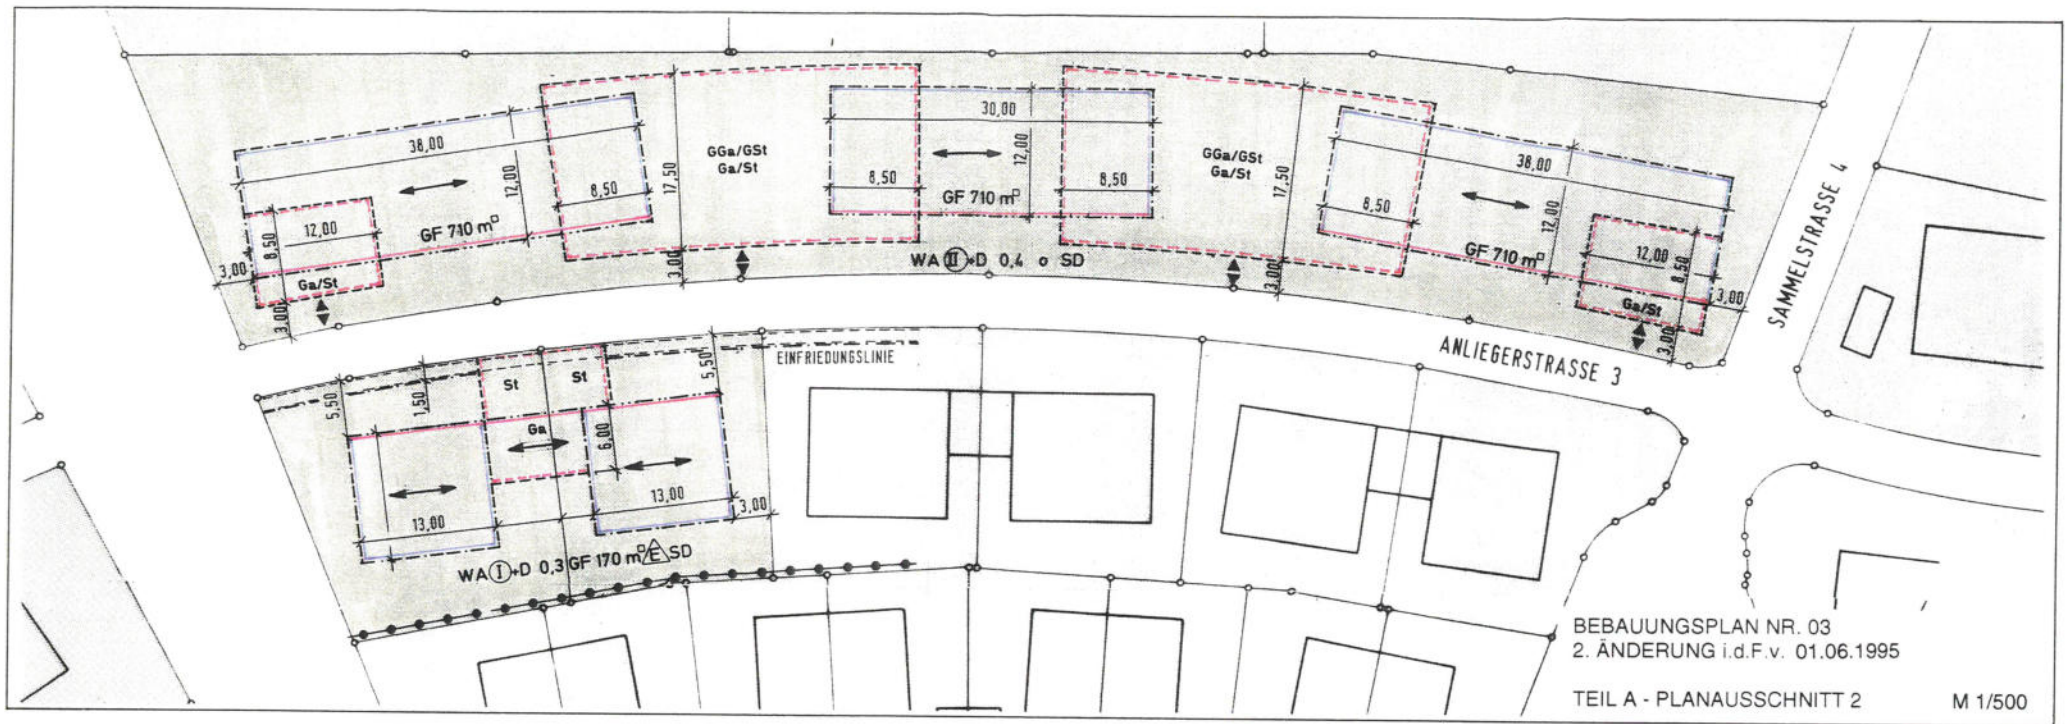 38,00
12,00
8,50
GF 710 m²
12,00
8,50
3,00
Ga/St
3,00
GGa/GSt
Ga/St
17,50
3,00
30,00
12,00
8,50
8,50
GF 710 m²
WA II+D 0,4 o SD
GGa/GSt
Ga/St
17,50
3,00
38,00
12,00
8,50
GF 710 m²
12,00
8,50
3,00
Ga/St
3,00
SAMMELSTRASSE 4
ANLIEGERSTRASSE 3
EINFRIEDUNGSLINIE
5,50
1,50
St
St
5,50
Ga
6,00
13,00
13,00
3,00
WA I+D 0,3 GF 170 m² E SD
BEBAUUNGSPLAN NR. 03
2. ÄNDERUNG i.d.F.v. 01.06.1995
TEIL A - PLANAUSSCHNITT 2
M 1/500